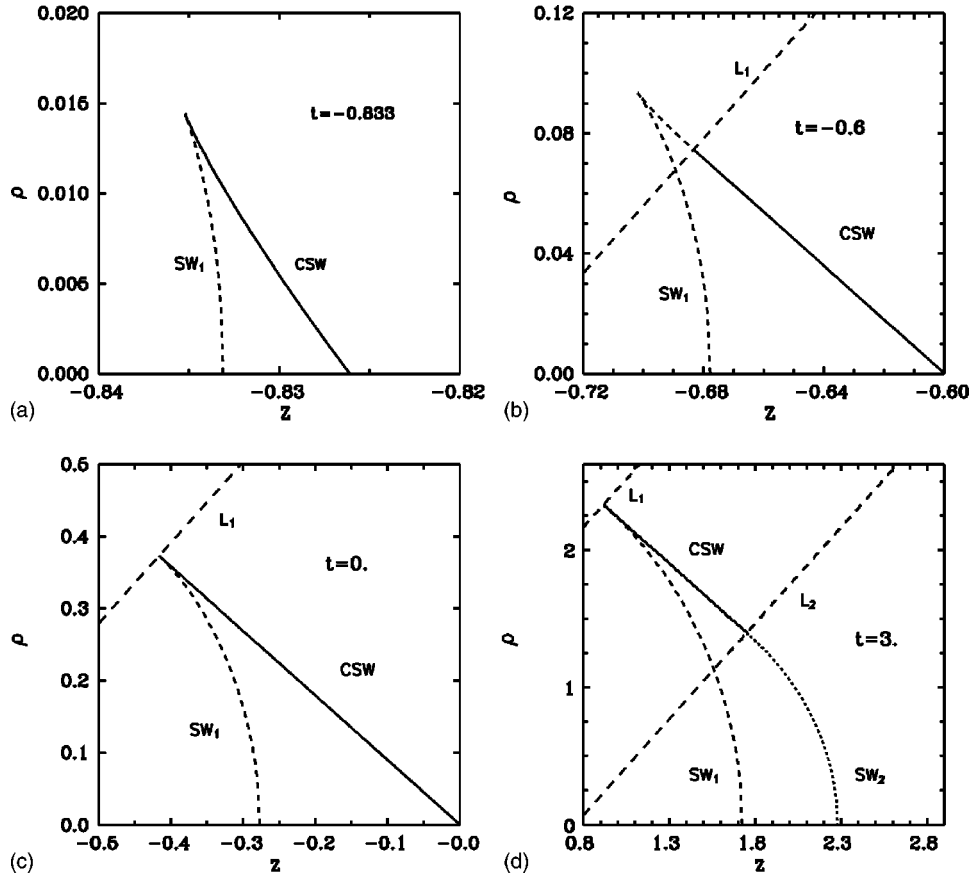 0.020
0.015
0.010
0.005
0.000
ρ
t=−0.833
SW₁
CSW
−0.84
−0.83
−0.82
z
(a)
0.12
0.08
0.04
0.00
ρ
L₁
t=−0.6
CSW
SW₁
−0.72
−0.68
−0.64
−0.60
z
(b)
0.5
0.4
0.3
0.2
0.1
0.0
ρ
L₁
t=0.
CSW
SW₁
−0.5
−0.4
−0.3
−0.2
−0.1
−0.0
z
(c)
2
1
0
ρ
L₁
CSW
L₂
t=3.
SW₁
SW₂
0.8
1.3
1.8
2.3
2.8
z
(d)